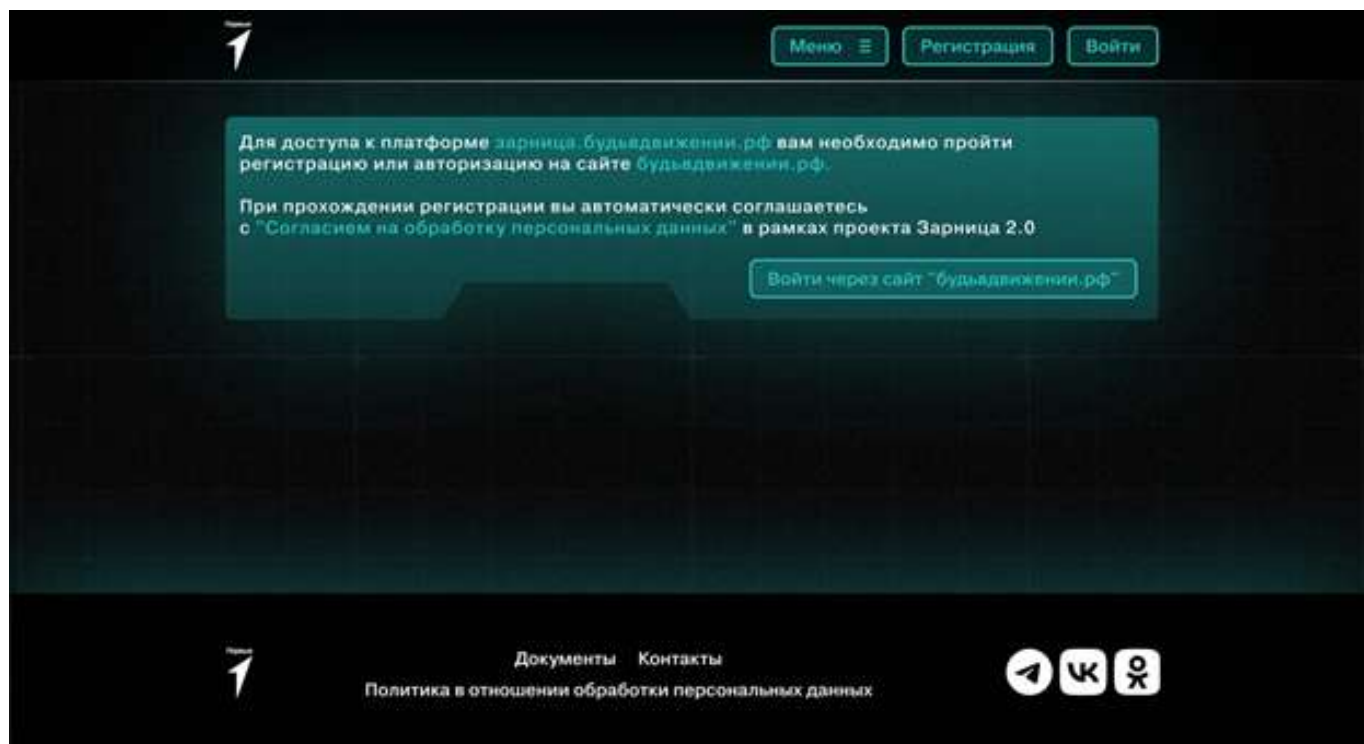 Первые
Меню
Регистрация
Войти
Для доступа к платформе зарница.будьвдвижении.рф вам необходимо пройти
регистрацию или авторизацию на сайте будьвдвижении.рф.
При прохождении регистрации вы автоматически соглашаетесь
с "Согласием на обработку персональных данных" в рамках проекта Зарница 2.0
Войти через сайт "будьвдвижении.рф"
Первые
Документы Контакты
Политика в отношении обработки персональных данных